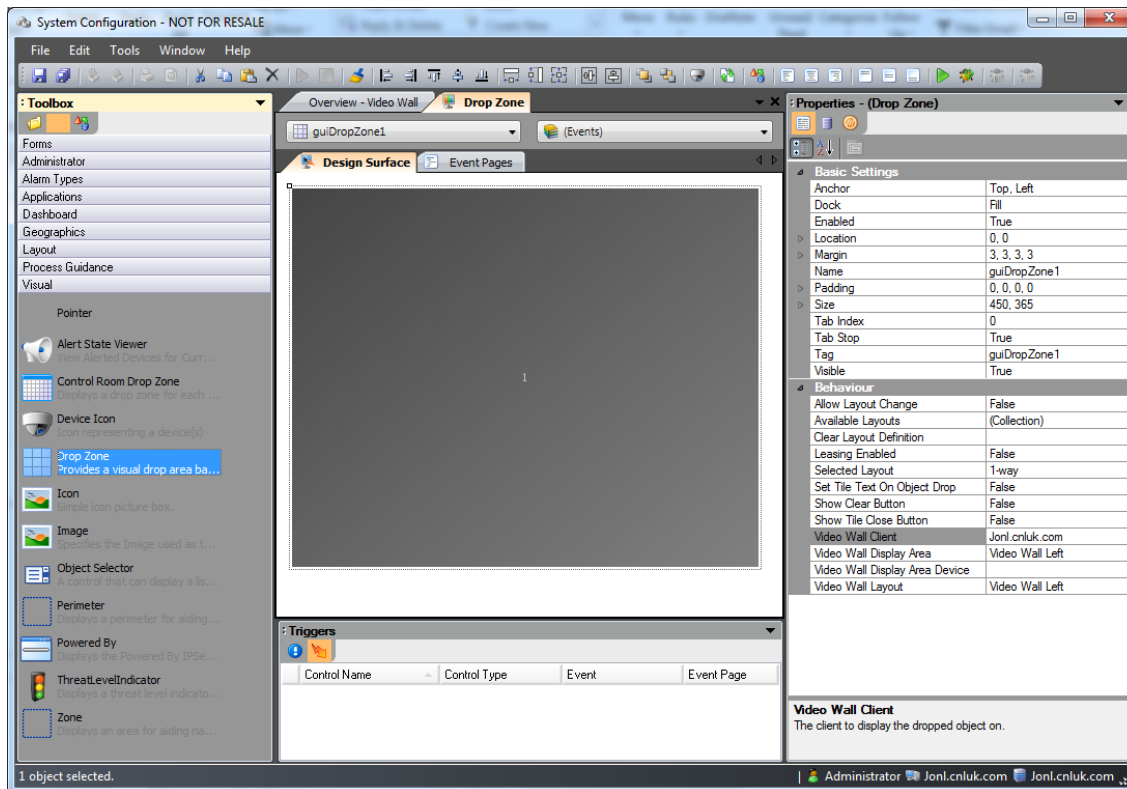 System Configuration - NOT FOR RESALE
File Edit Tools Window Help
Toolbox
Forms
Administrator
Alarm Types
Applications
Dashboard
Geographics
Layout
Process Guidance
Visual
Pointer
Alert State Viewer
View Alerted Devices for Curr...
Control Room Drop Zone
Displays a drop zone for each ...
Device Icon
Icon representing a device(s)
Drop Zone
Provides a visual drop area ba...
Icon
Simple icon picture box.
Image
Specifies the Image used as t...
Object Selector
A control that can display a lis...
Perimeter
Displays a perimeter for aiding...
Powered By
Displays the Powered By IPSe...
ThreatLevelIndicator
Displays a threat level indicato...
Zone
Displays an area for aiding na...
Overview - Video Wall Drop Zone
guiDropZone1 (Events)
Design Surface Event Pages
1
Triggers
Control Name Control Type Event Event Page
Properties - (Drop Zone)
Basic Settings
Anchor Top, Left
Dock Fill
Enabled True
Location 0, 0
Margin 3, 3, 3, 3
Name guiDropZone1
Padding 0, 0, 0, 0
Size 450, 365
Tab Index 0
Tab Stop True
Tag guiDropZone1
Visible True
Behaviour
Allow Layout Change False
Available Layouts (Collection)
Clear Layout Definition
Leasing Enabled False
Selected Layout 1-way
Set Tile Text On Object Drop False
Show Clear Button False
Show Tile Close Button False
Video Wall Client Jonl.cnluk.com
Video Wall Display Area Video Wall Left
Video Wall Display Area Device
Video Wall Layout Video Wall Left
Video Wall Client
The client to display the dropped object on.
1 object selected.
Administrator Jonl.cnluk.com Jonl.cnluk.com